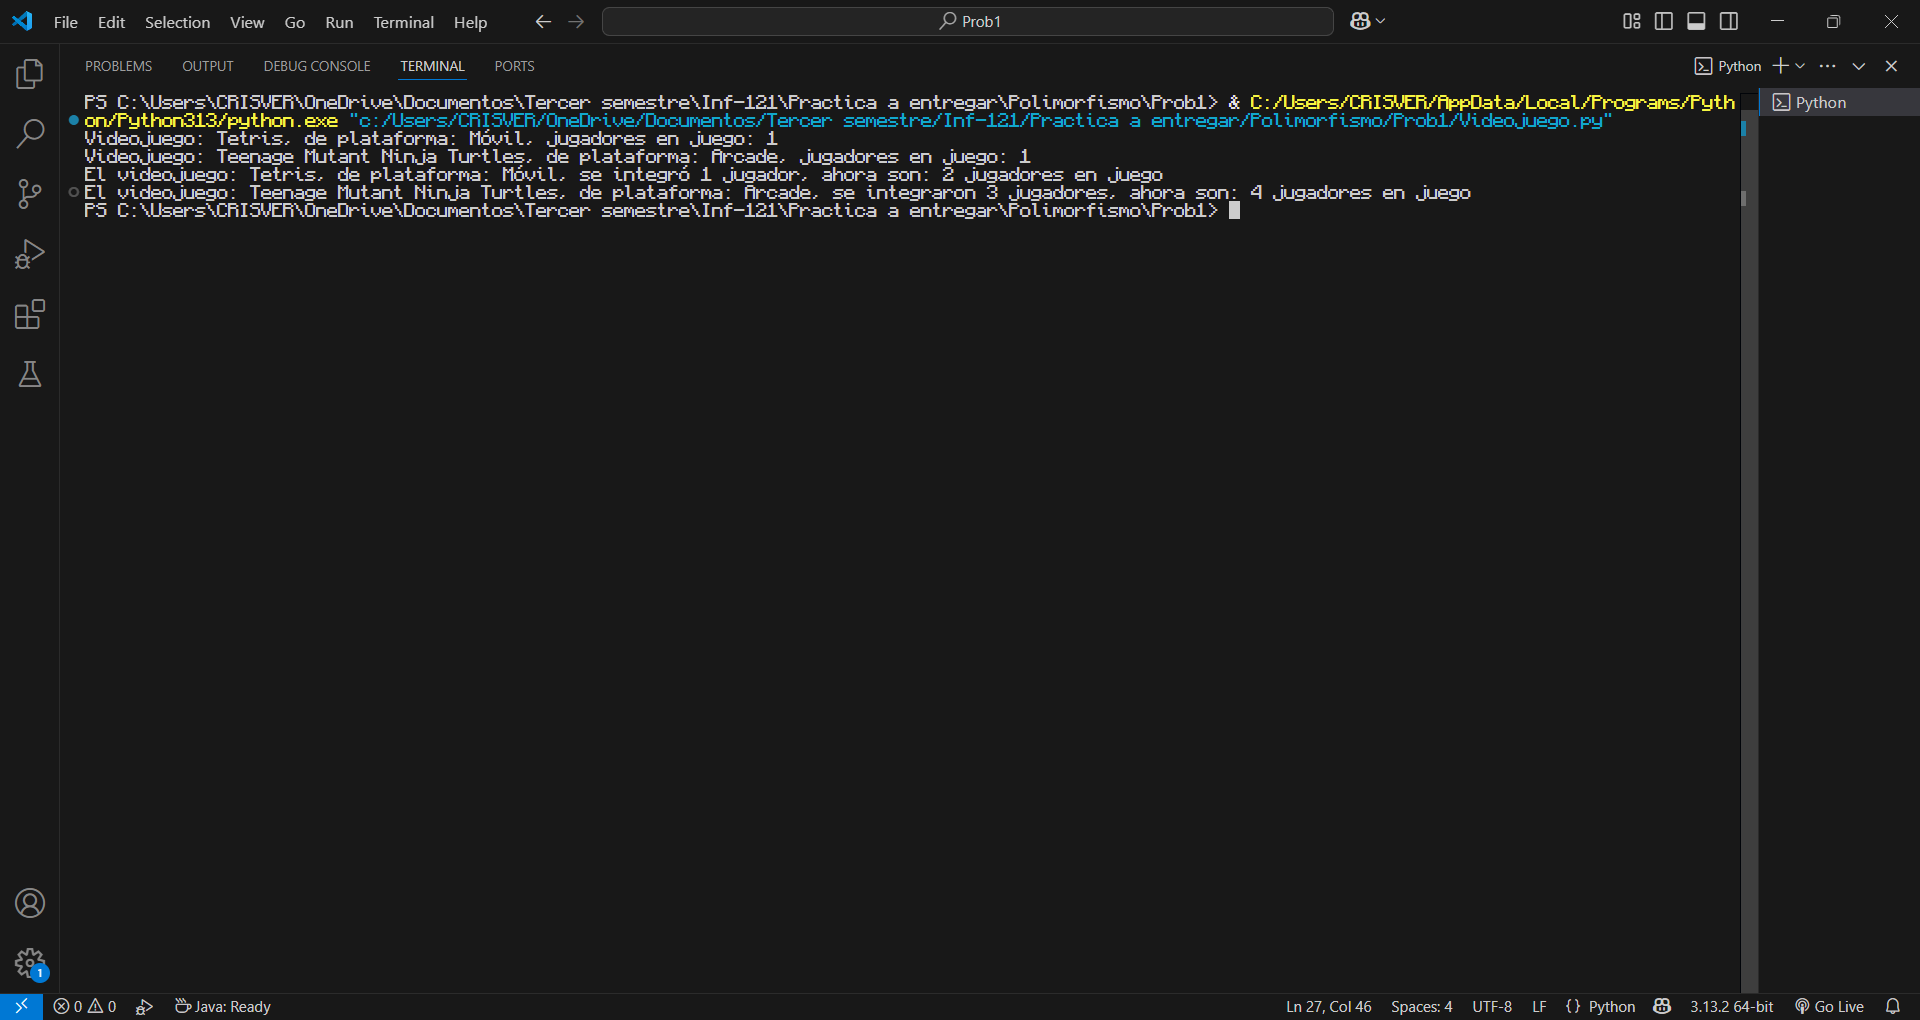 File Edit Selection View Go Run Terminal Help
Prob1
PROBLEMS OUTPUT DEBUG CONSOLE TERMINAL PORTS
Python
PS C:\Users\CRISVER\OneDrive\Documentos\Tercer semestre\Inf-121\Practica a entregar\Polimorfismo\Prob1> & C:/Users/CRISVER/AppData/Local/Programs/Pyth
on/Python313/python.exe "c:/Users/CRISVER/OneDrive/Documentos/Tercer semestre/Inf-121/Practica a entregar/Polimorfismo/Prob1/Videojuego.py"
Videojuego: Tetris, de plataforma: Móvil, jugadores en juego: 1
Videojuego: Teenage Mutant Ninja Turtles, de plataforma: Arcade, jugadores en juego: 1
El videojuego: Tetris, de plataforma: Móvil, se integró 1 jugador, ahora son: 2 jugadores en juego
El videojuego: Teenage Mutant Ninja Turtles, de plataforma: Arcade, se integraron 3 jugadores, ahora son: 4 jugadores en juego
PS C:\Users\CRISVER\OneDrive\Documentos\Tercer semestre\Inf-121\Practica a entregar\Polimorfismo\Prob1>
Python
1
0 0 Java: Ready Ln 27, Col 46 Spaces: 4 UTF-8 LF {} Python 3.13.2 64-bit Go Live